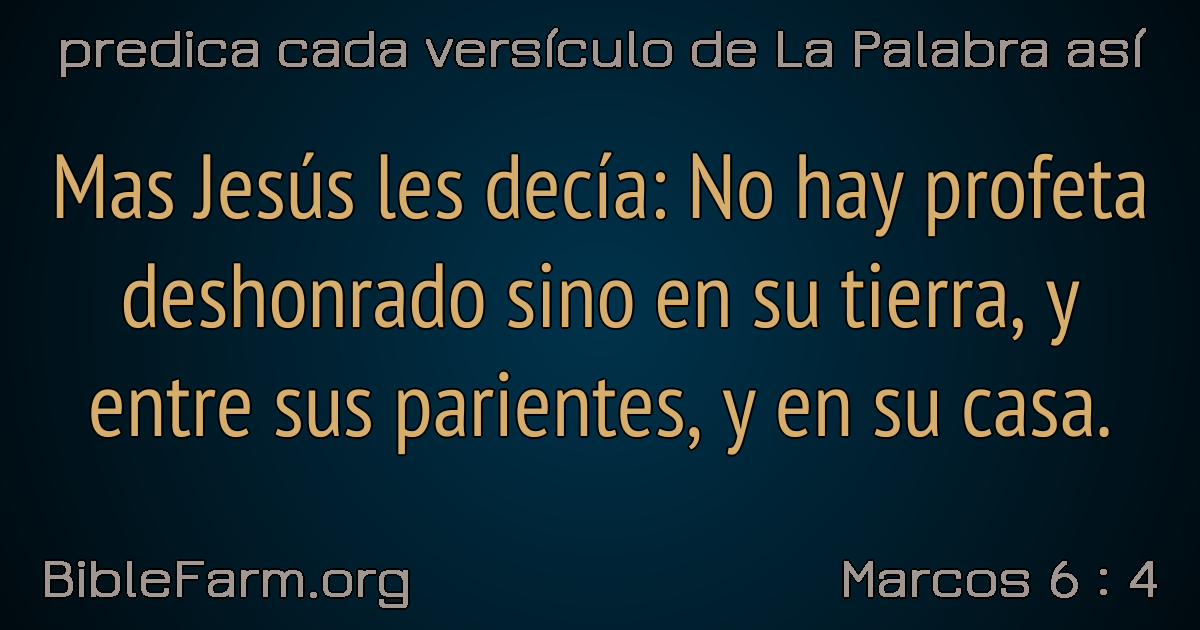 predica cada versículo de La Palabra así
Mas Jesús les decía: No hay profeta
deshonrado sino en su tierra, y
entre sus parientes, y en su casa.
BibleFarm.org
Marcos 6 : 4